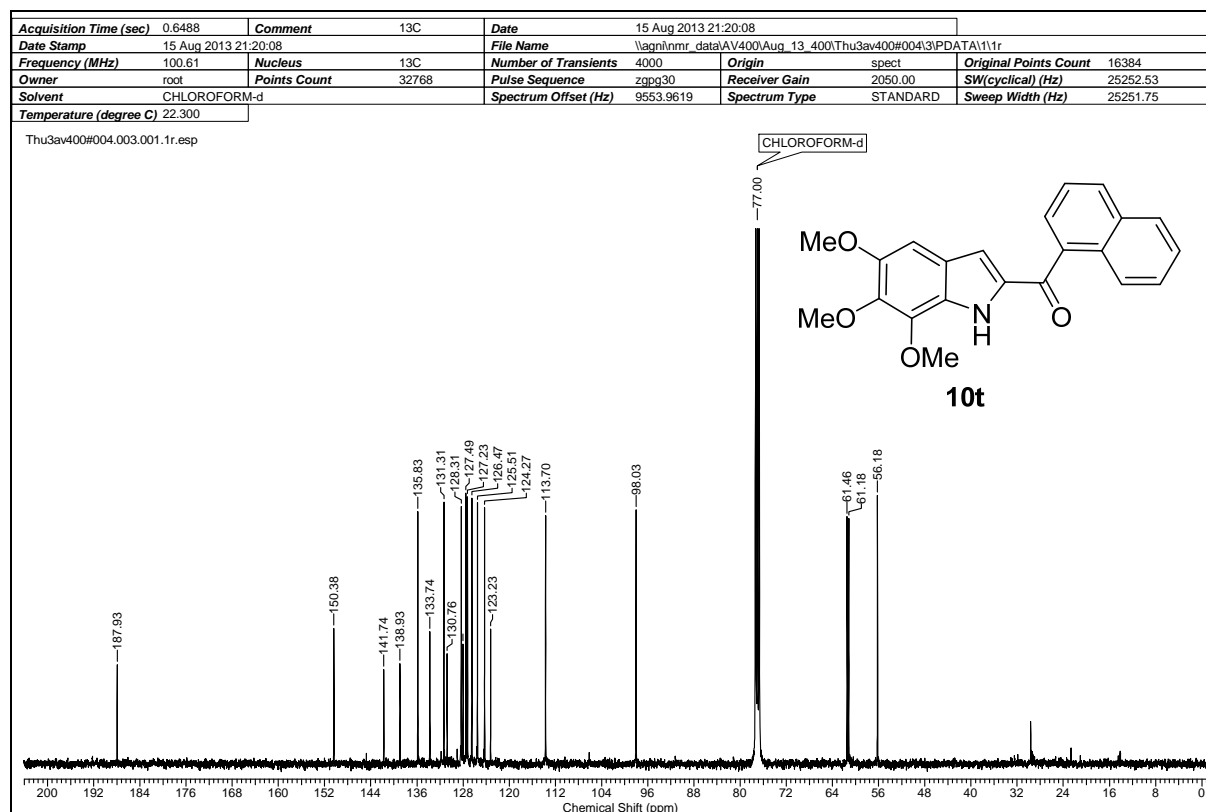 Acquisition Time (sec) 0.6488 Comment 13C Date 15 Aug 2013 21:20:08
Date Stamp 15 Aug 2013 21:20:08 File Name \\agni\nmr_data\AV400\Aug_13_400\Thu3av400#004\3\PDATA\1\1r
Frequency (MHz) 100.61 Nucleus 13C Number of Transients 4000 Origin spect Original Points Count 16384
Owner root Points Count 32768 Pulse Sequence zgpg30 Receiver Gain 2050.00 SW(cyclical) (Hz) 25252.53
Solvent CHLOROFORM-d Spectrum Offset (Hz) 9553.9619 Spectrum Type STANDARD Sweep Width (Hz) 25251.75
Temperature (degree C) 22.300
Thu3av400#004.003.001.1r.esp
CHLOROFORM-d
77.00
MeO
MeO
OMe
N
H
O
10t
187.93
150.38
141.74
138.93
135.83
133.74
131.31
130.76
128.31
127.49
127.23
126.47
125.51
124.27
123.23
113.70
98.03
61.46
61.18
56.18
200 192 184 176 168 160 152 144 136 128 120 112 104 96 88 80 72 64 56 48 40 32 24 16 8 0
Chemical Shift (ppm)